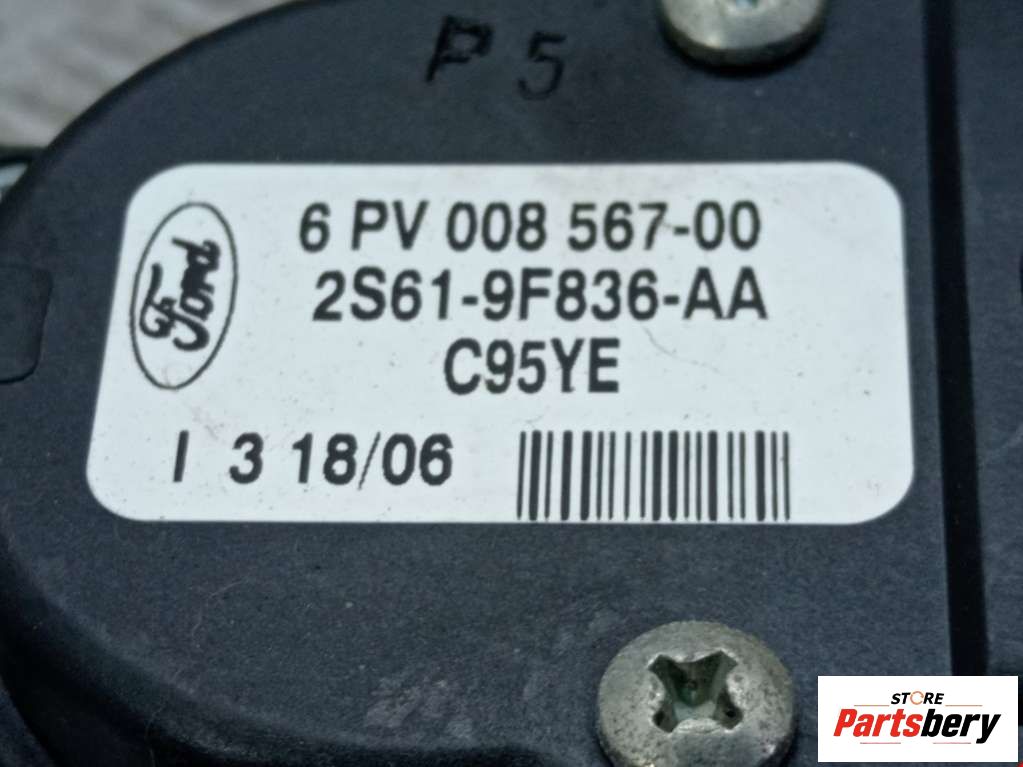 P 5
Ford
6 PV 008 567-00
2S61-9F836-AA
C95YE
I 3 18/06
STORE
Partsbery